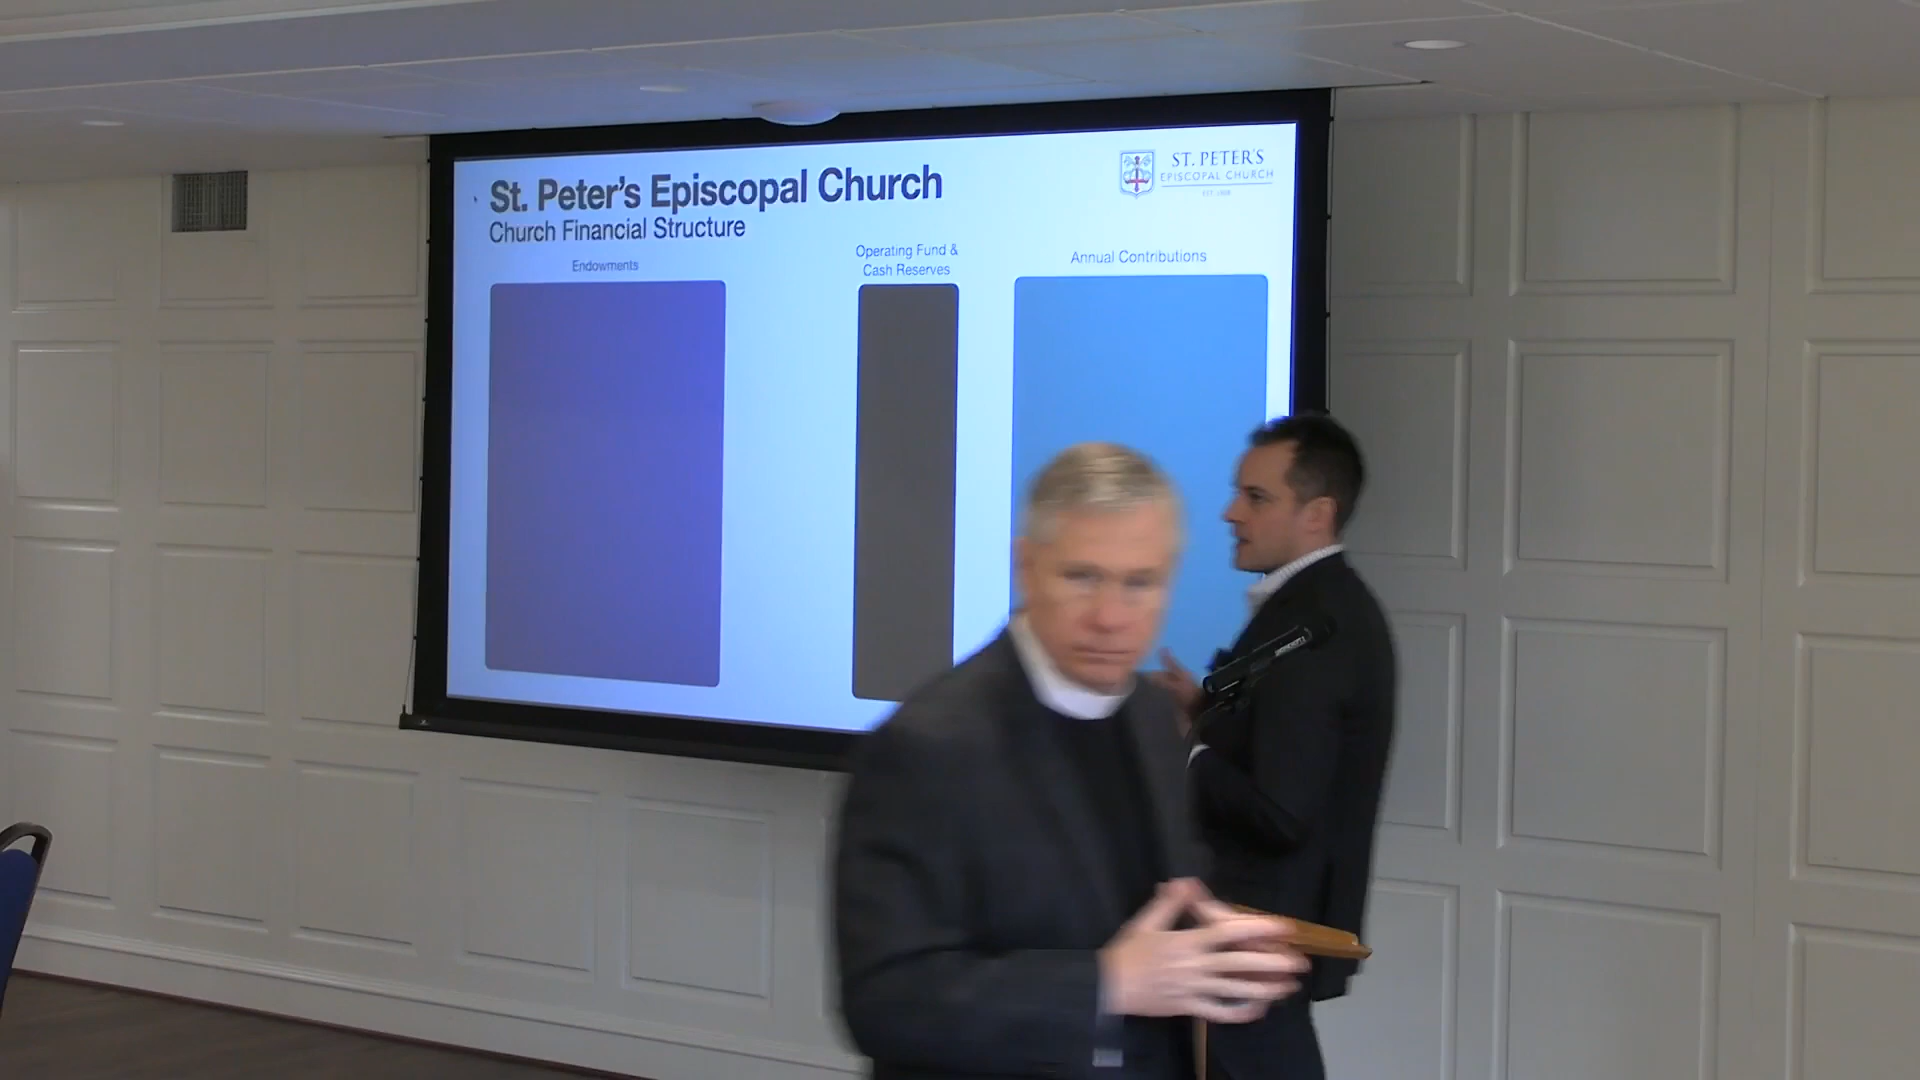 St. Peter's Episcopal Church
Church Financial Structure
ST. PETER'S
EPISCOPAL CHURCH
Endowments
Operating Fund &
Cash Reserves
Annual Contributions